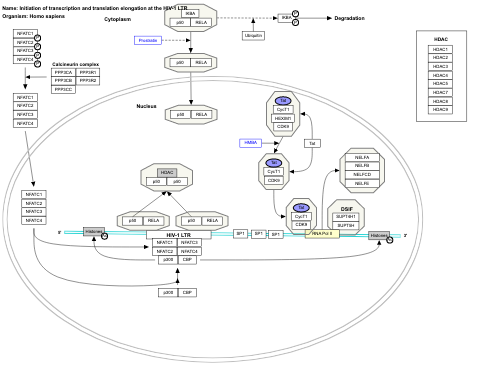 Name: Initiation of transcription and translation elongation at the HIV-1 LTR
Organism: Homo sapiens
Cytoplasm
IKBA
p50 RELA
IKBA P P
Degradation
Ubiquitin
Prostratin
p50 RELA
p50 RELA
NFATC1 P
NFATC2 P
NFATC3 P
NFATC4 P
Calcineurin complex
PPP3CA PPP3R1
PPP3CB PPP3R2
PPP3CC
NFATC1
NFATC2
NFATC3
NFATC4
HDAC
HDAC1
HDAC2
HDAC3
HDAC4
HDAC5
HDAC7
HDAC8
HDAC9
Nucleus
Tat
CycT1
HEXIM1
CDK9
HMBA
Tat
Tat
CycT1
CDK9
HDAC
p50 p50
NELFA
NELFB
NELFCD
NELFE
NFATC1
NFATC2
NFATC3
NFATC4
p50 RELA
p50 RELA
Tat
CycT1
CDK9
DSIF
SUPT4H1
SUPT5H
5'
Histones
HIV-1 LTR
SP1 SP1 SP1
RNA Pol II
Histones
3'
NFATC1 NFATC3
NFATC2 NFATC4
p300 CBP
p300 CBP